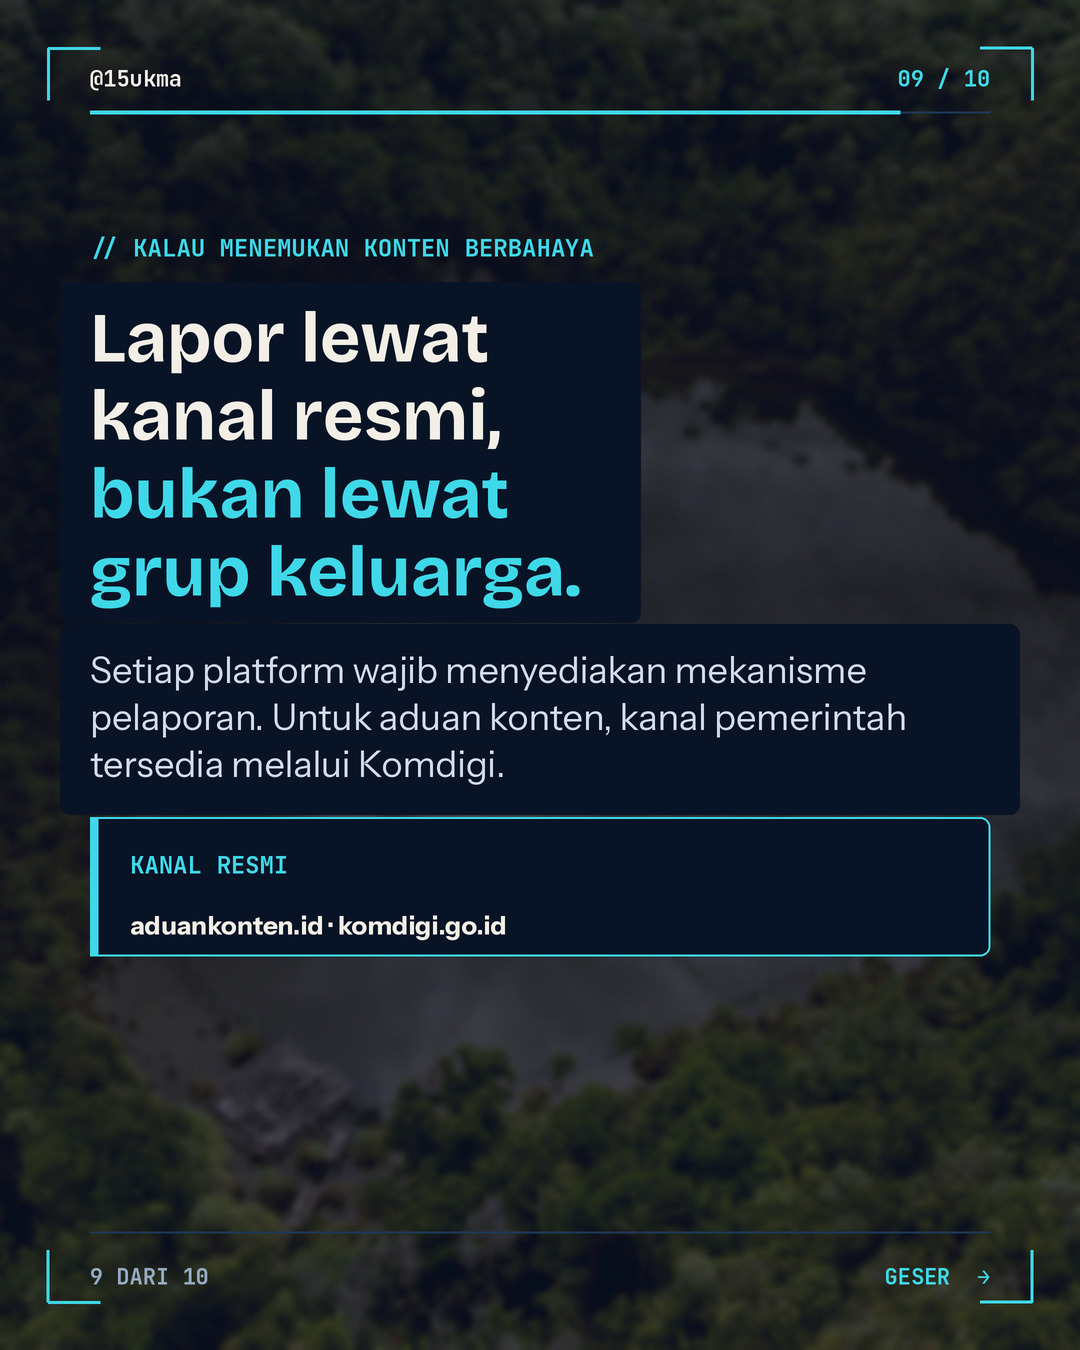 @15ukma
09 / 10
// KALAU MENEMUKAN KONTEN BERBAHAYA
Lapor lewat
kanal resmi,
bukan lewat
grup keluarga.
Setiap platform wajib menyediakan mekanisme
pelaporan. Untuk aduan konten, kanal pemerintah
tersedia melalui Komdigi.
KANAL RESMI
aduankonten.id · komdigi.go.id
9 DARI 10
GESER →